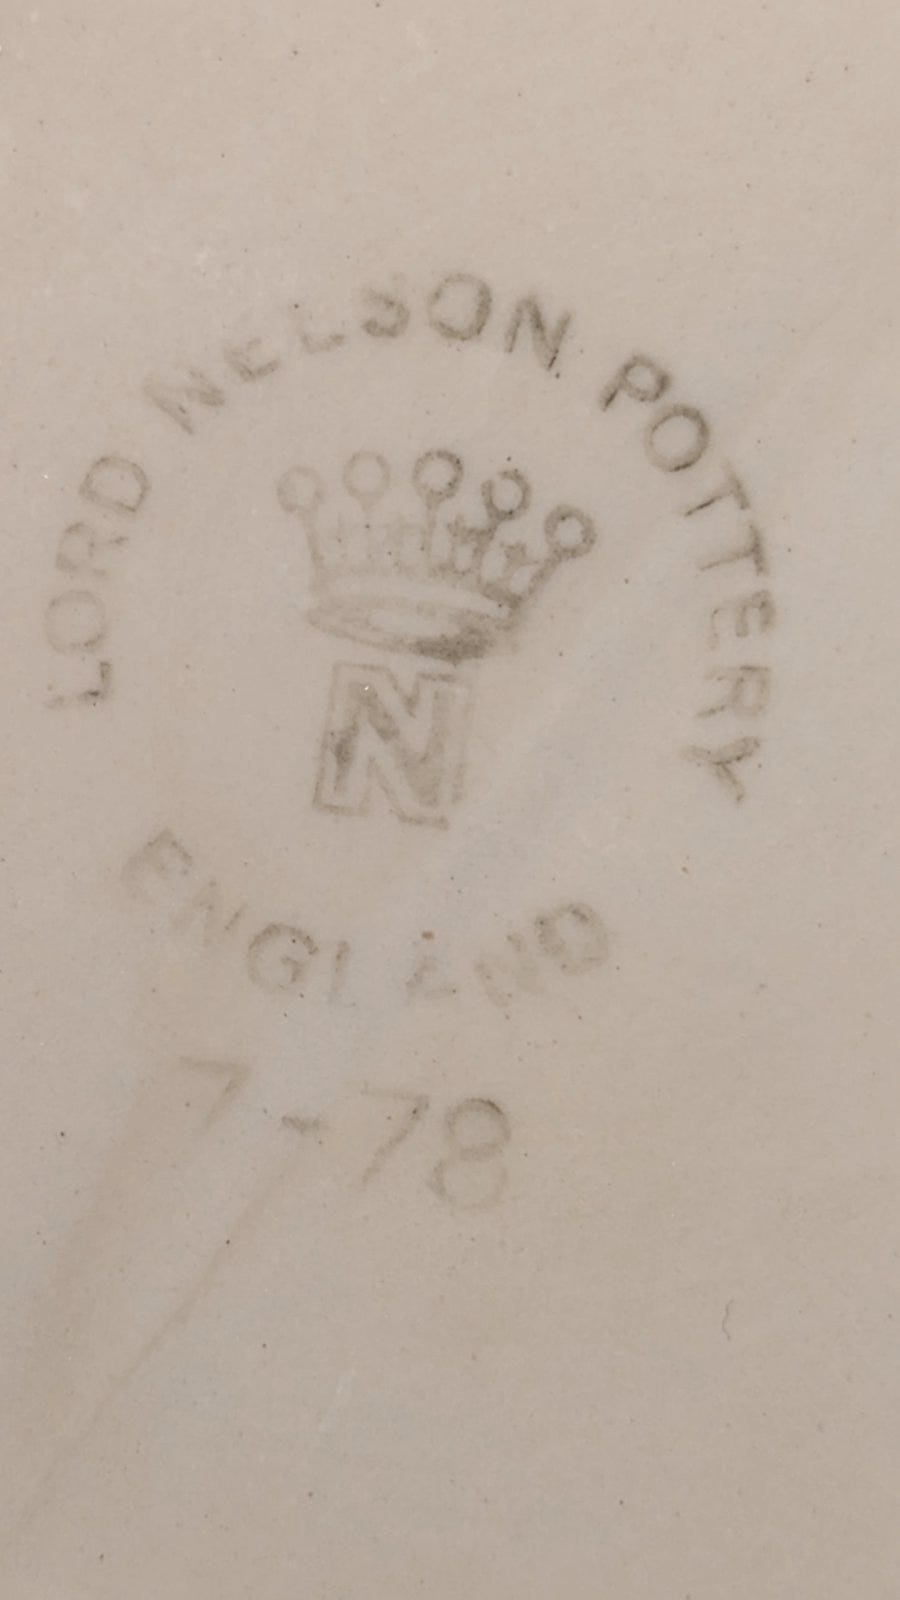 LORD NELSON POTTERY
N
ENGLAND
7-78